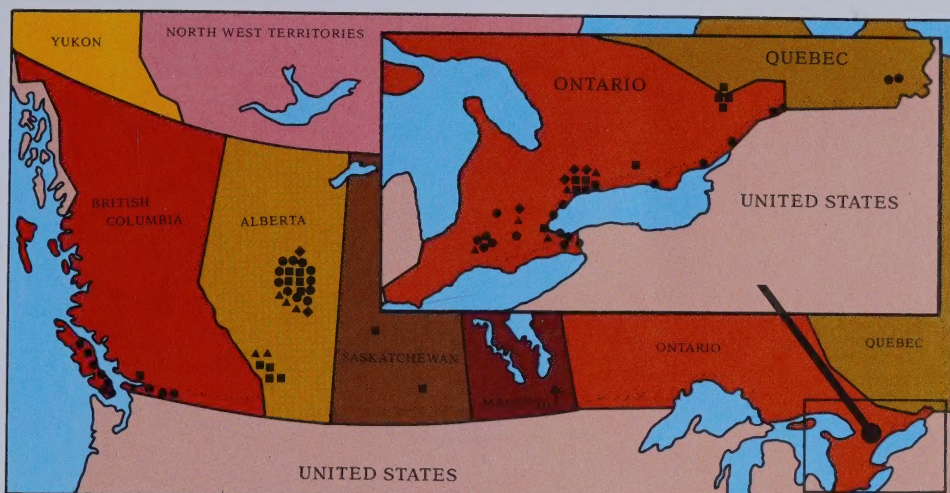 YUKON
NORTH WEST TERRITORIES
BRITISH
COLUMBIA
ALBERTA
SASKATCHEWAN
ONTARIO
QUEBEC
UNITED STATES
ONTARIO
QUEBEC
UNITED STATES